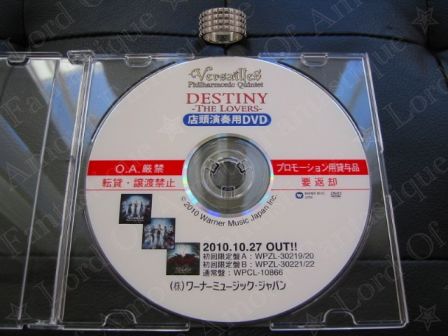 Versailles
Philharmonic Quintet
DESTINY
-THE LOVERS-
店頭演奏用DVD
O.A.厳禁
転貸・譲渡禁止
プロモーション用貸与品
要返却
©2010 Warner Music Japan Inc.
2010.10.27 OUT!!
初回限定盤A：WPZL-30219/20
初回限定盤B：WPZL-30221/22
通常盤：WPCL-10866
(株)ワーナーミュージック・ジャパン
Lord Of
Fantique